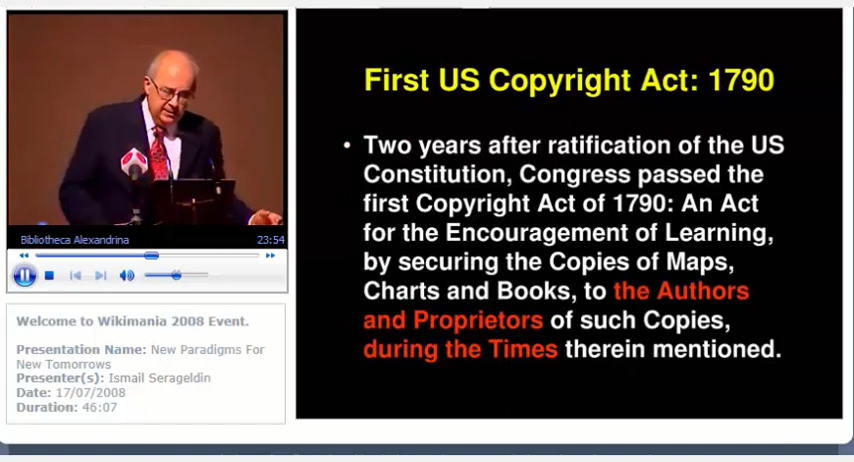 Bibliotheca Alexandrina 23:54
Welcome to Wikimania 2008 Event.
Presentation Name: New Paradigms For
New Tomorrows
Presenter(s): Ismail Serageldin
Date: 17/07/2008
Duration: 46:07
First US Copyright Act: 1790
• Two years after ratification of the US
Constitution, Congress passed the
first Copyright Act of 1790: An Act
for the Encouragement of Learning,
by securing the Copies of Maps,
Charts and Books, to the Authors
and Proprietors of such Copies,
during the Times therein mentioned.